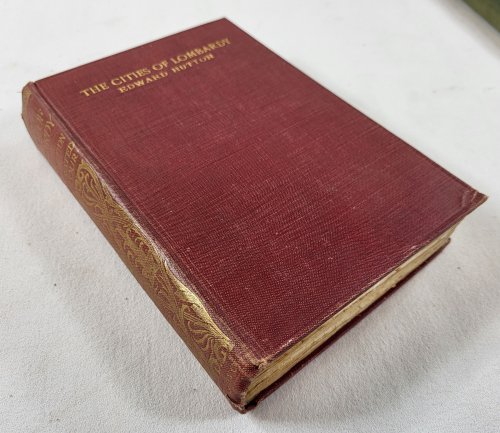 THE CITIES OF LOMBARDY
EDWARD HUTTON